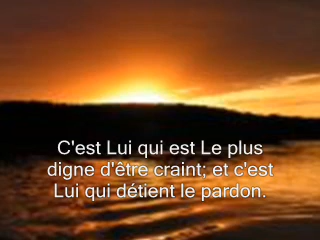 C'est Lui qui est Le plus
digne d'être craint; et c'est
Lui qui détient le pardon.